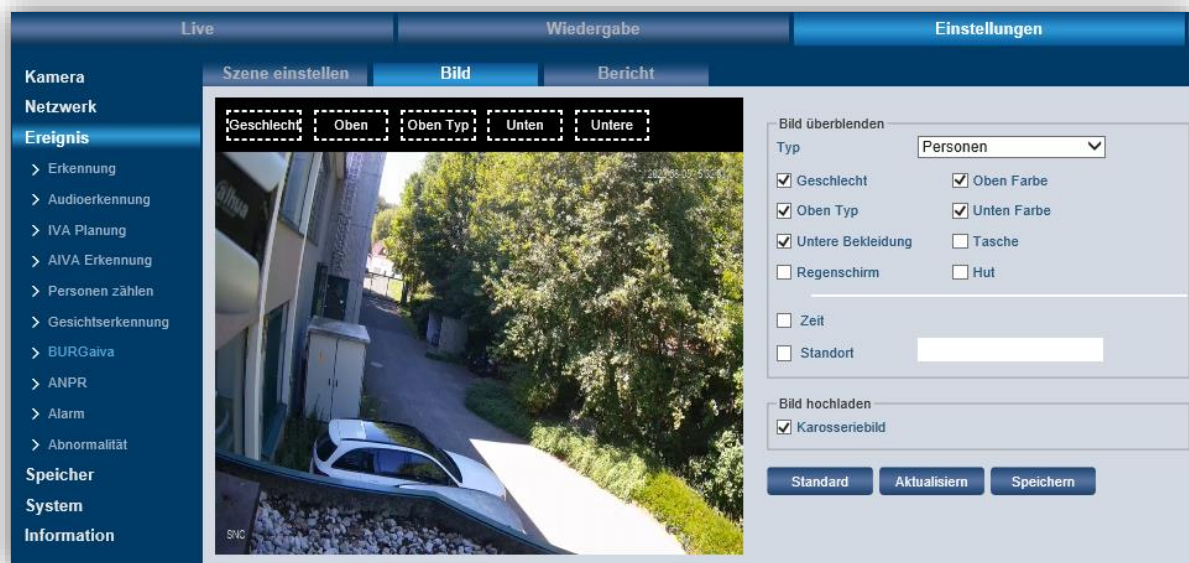 Live Wiedergabe Einstellungen
Szene einstellen Bild Bericht
Kamera
Netzwerk
Ereignis
Erkennung
Audioerkennung
IVA Planung
AIVA Erkennung
Personen zählen
Gesichtserkennung
BURGaiva
ANPR
Alarm
Abnormalität
Speicher
System
Information
Geschlecht Oben Oben Typ Unten Untere
alhua
SNC
Bild überblenden
Typ Personen
Geschlecht Oben Farbe
Oben Typ Unten Farbe
Untere Bekleidung Tasche
Regenschirm Hut
Zeit
Standort
Bild hochladen
Karosseriebild
Standard Aktualisiern Speichern